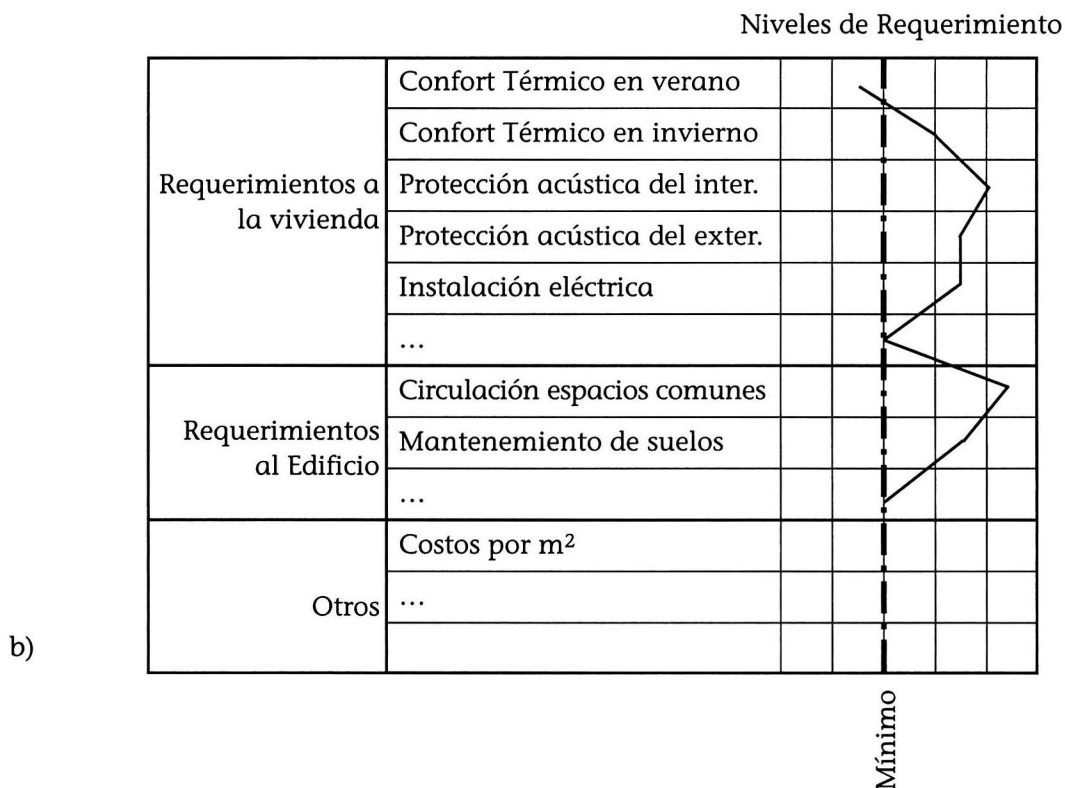 Niveles de Requerimiento
Requerimientos a
la vivienda
Confort Térmico en verano
Confort Térmico en invierno
Protección acústica del inter.
Protección acústica del exter.
Instalación eléctrica
...
Requerimientos
al Edificio
Circulación espacios comunes
Mantenemiento de suelos
...
Otros
Costos por m²
...
b)
Mínimo